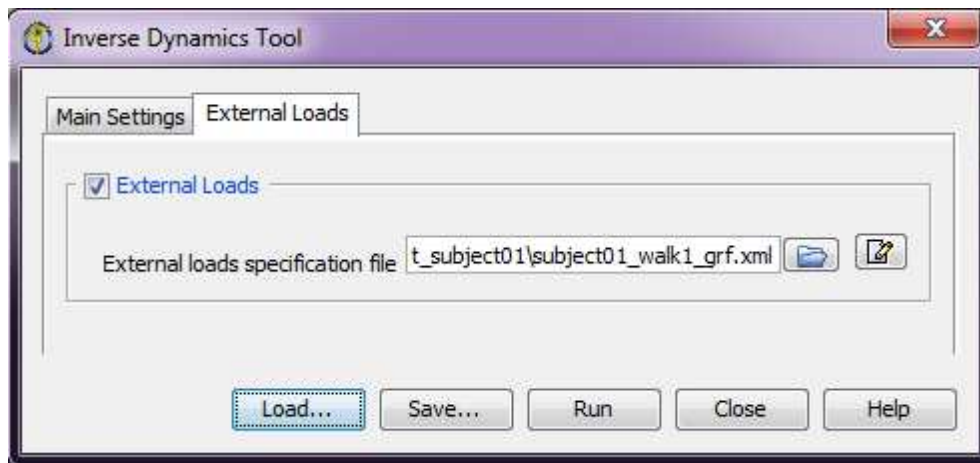 Inverse Dynamics Tool
Main Settings External Loads
External Loads
External loads specification file t_subject01\subject01_walk1_grf.xml
Load... Save... Run Close Help